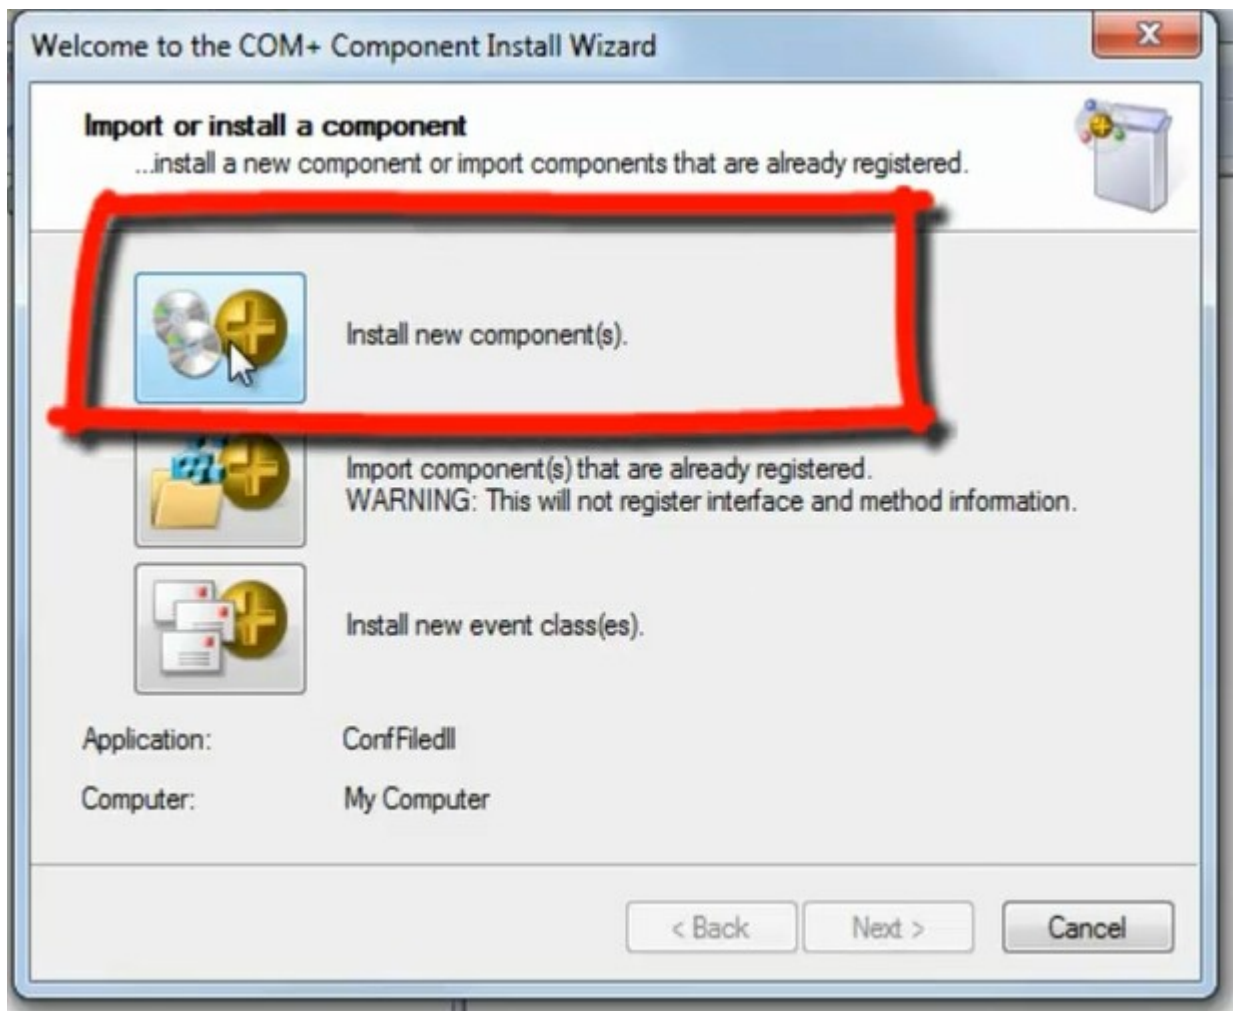 Welcome to the COM+ Component Install Wizard
Import or install a component
...install a new component or import components that are already registered.
Install new component(s).
Import component(s) that are already registered.
WARNING: This will not register interface and method information.
Install new event class(es).
Application: ConfFiledll
Computer: My Computer
< Back Next > Cancel